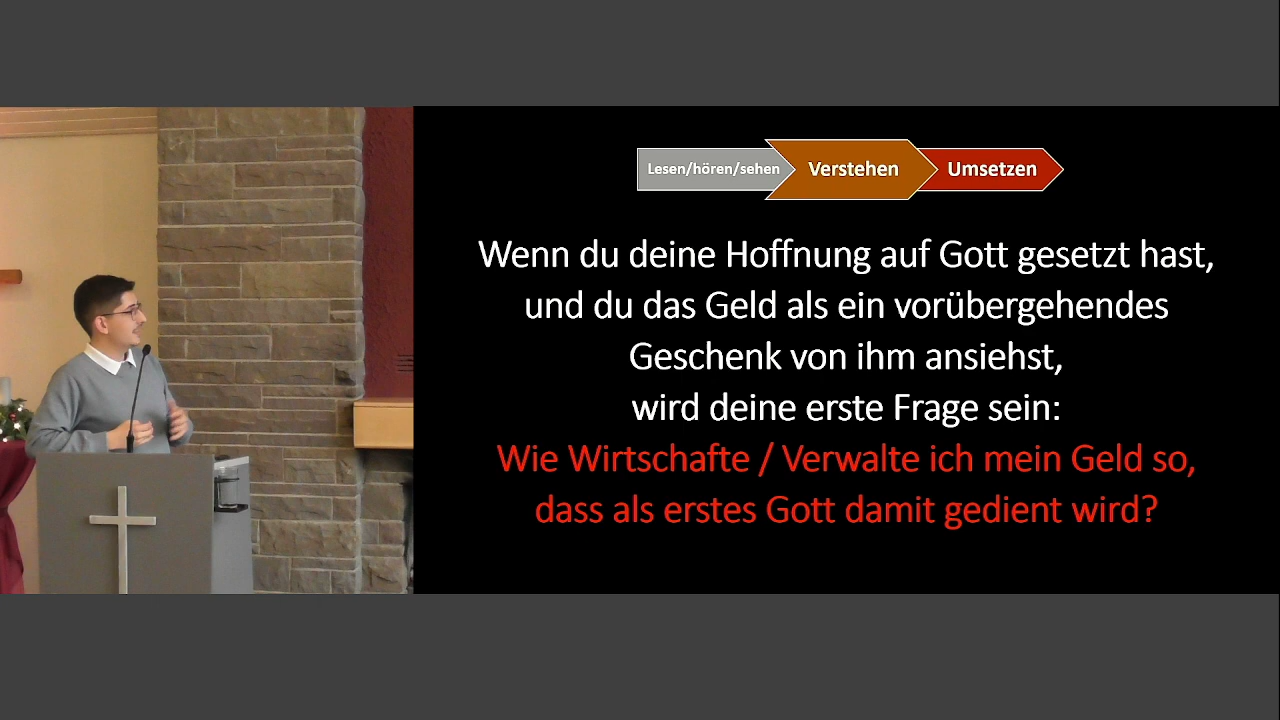 Lesen/hören/sehen
Verstehen
Umsetzen
Wenn du deine Hoffnung auf Gott gesetzt hast,
und du das Geld als ein vorübergehendes
Geschenk von ihm ansiehst,
wird deine erste Frage sein:
Wie Wirtschafte / Verwalte ich mein Geld so,
dass als erstes Gott damit gedient wird?